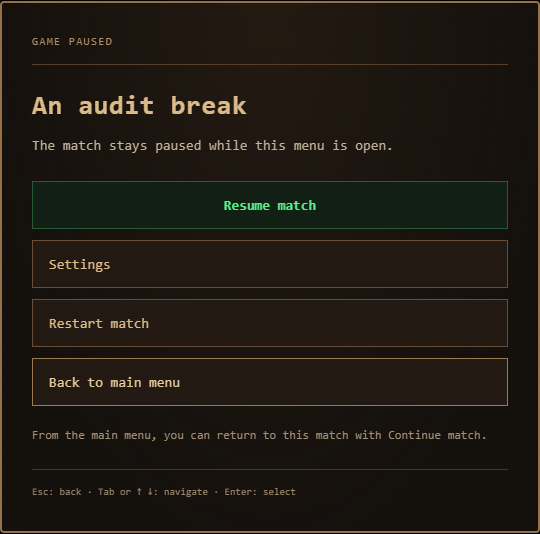 GAME PAUSED
An audit break
The match stays paused while this menu is open.
Resume match
Settings
Restart match
Back to main menu
From the main menu, you can return to this match with Continue match.
Esc: back · Tab or ↑ ↓: navigate · Enter: select